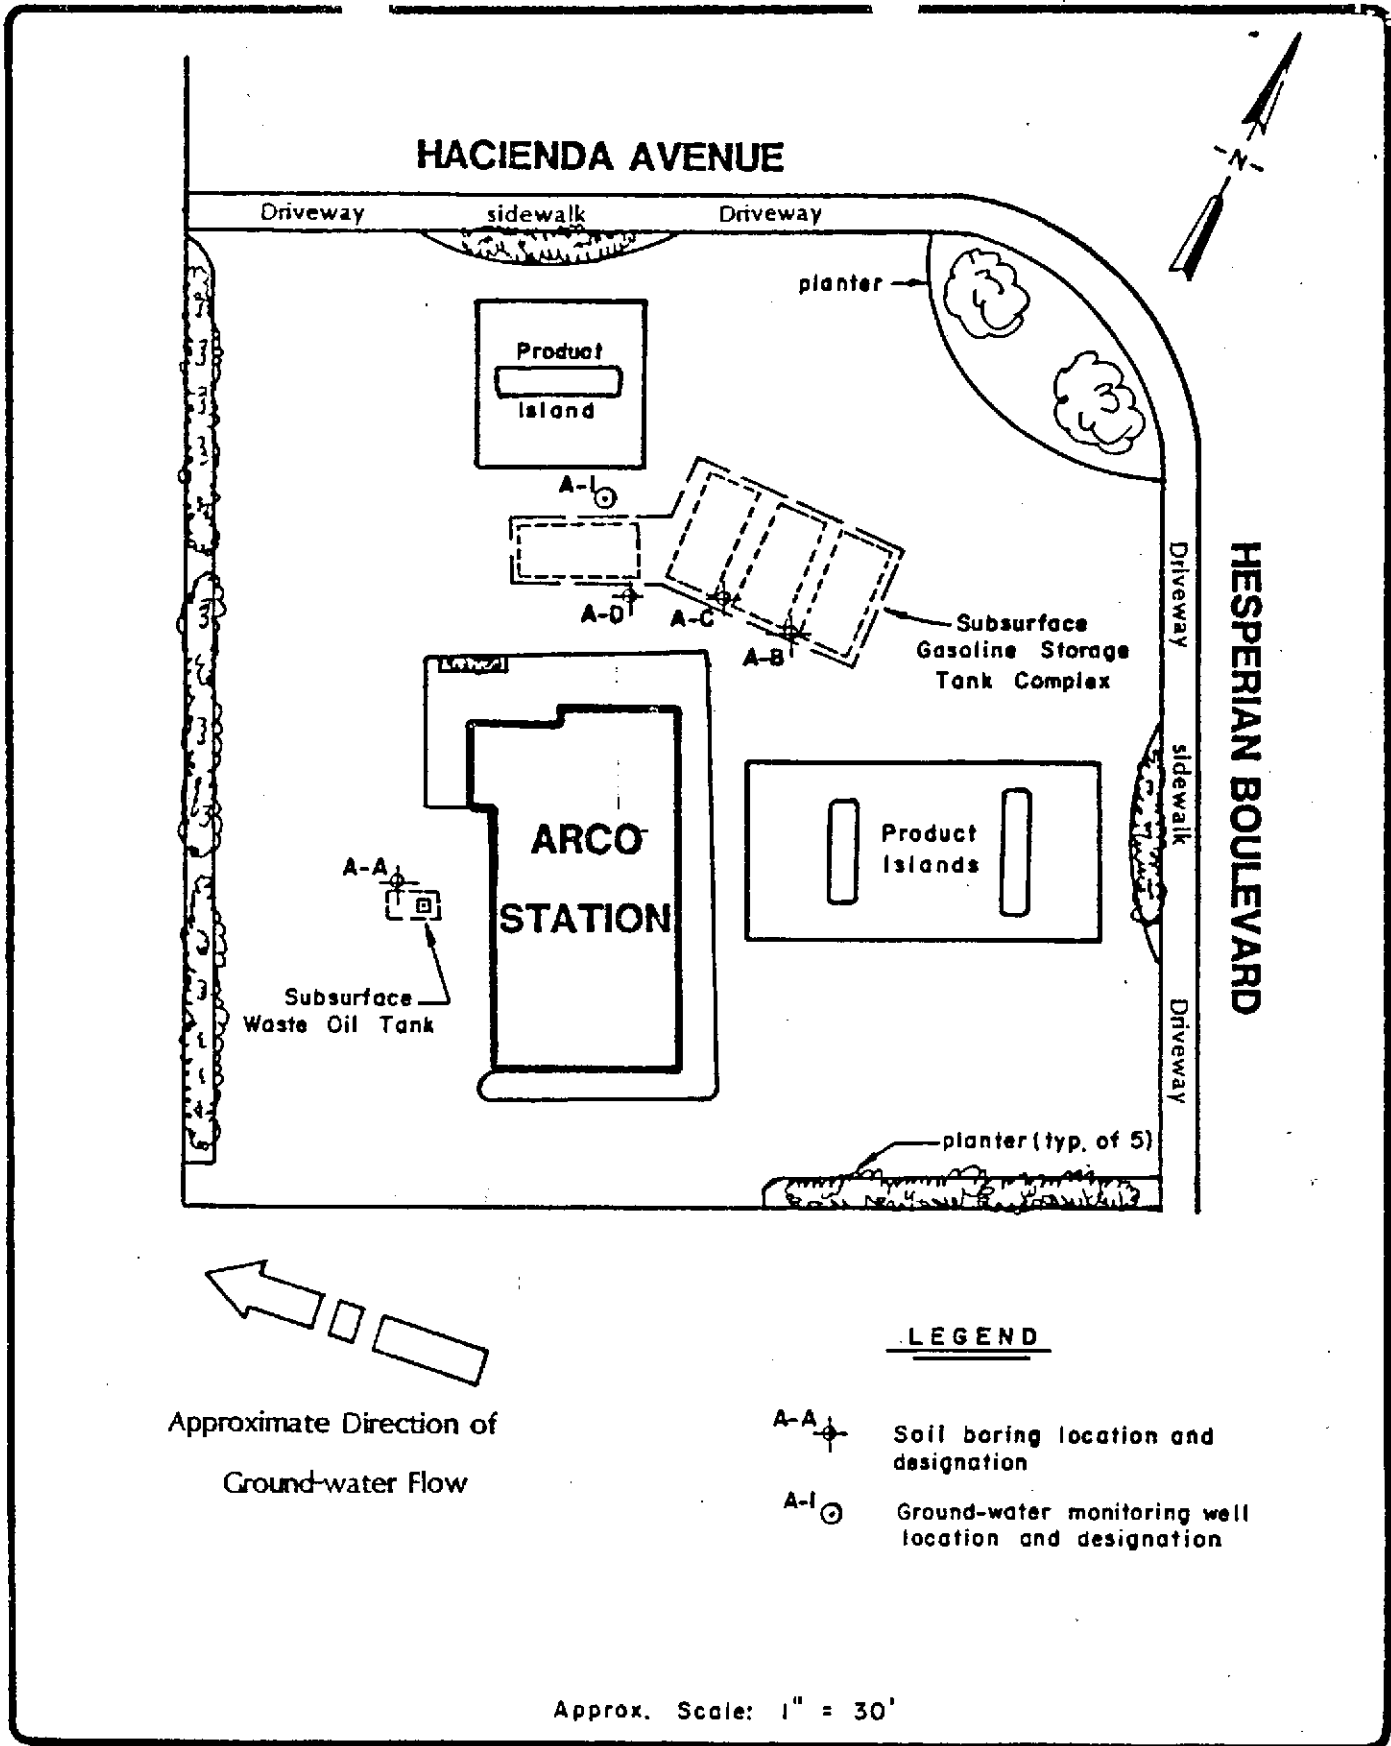 HACIENDA AVENUE
-N-
Driveway
sidewalk
Driveway
planter
Product
Island
A-1
A-D
A-C
A-B
Subsurface
Gasoline Storage
Tank Complex
Driveway
sidewalk
Driveway
HESPERIAN BOULEVARD
ARCO
STATION
Product
Islands
A-A
Subsurface
Waste Oil Tank
planter (typ. of 5)
Approximate Direction of
Ground-water Flow
LEGEND
A-A
Soil boring location and
designation
A-1
Ground-water monitoring well
location and designation
Approx. Scale: 1" = 30'